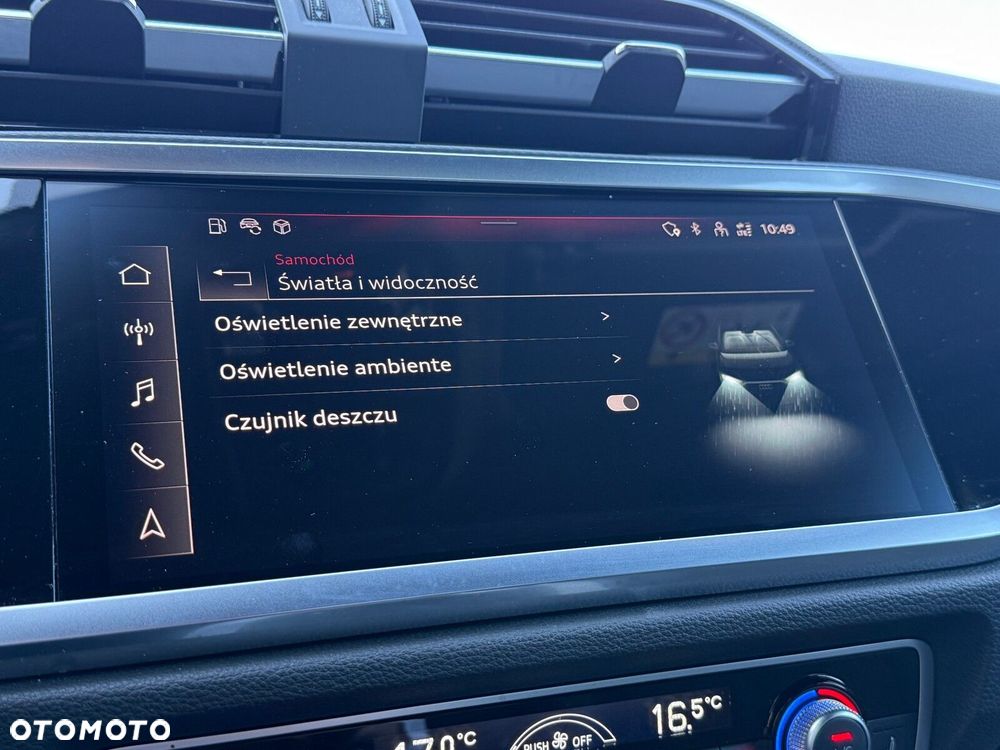 10:49
Samochód
Światła i widoczność
Oświetlenie zewnętrzne
Oświetlenie ambiente
Czujnik deszczu
16,5°C
PUSH OFF
OTOMOTO